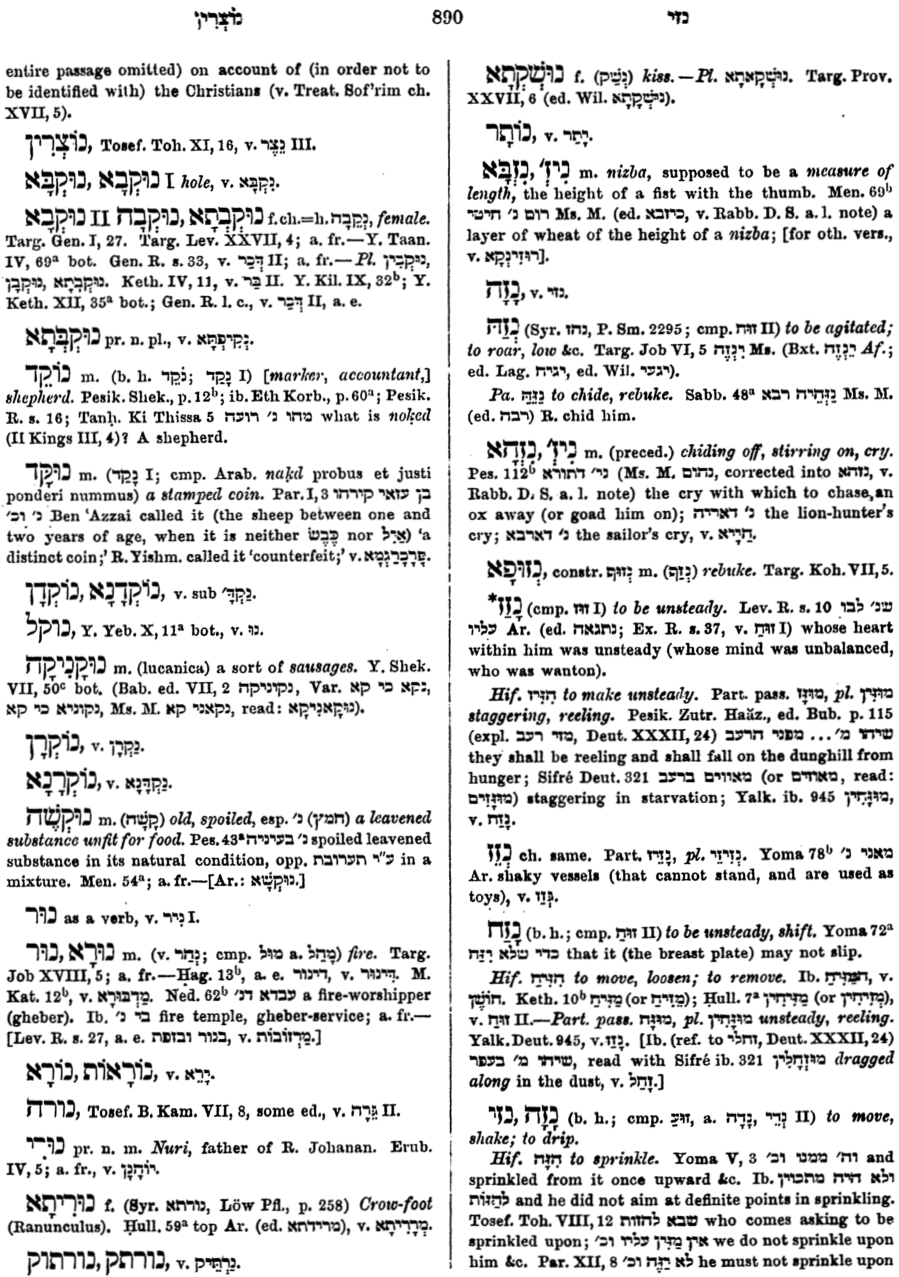 נוֹצְרִין 890 נזי
entire passage omitted) on account of (in order not to
be identified with) the Christians (v. Treat. Sof'rim ch.
XVII, 5).
נוֹצְרִין, Tosef. Toh. XI, 16, v. נָצַר III.
נוּקְבָא, נוּקְבָּא I hole, v. נִקְבָּא.
נוּקְבָּא II נוּקְבָה, נוּקְבְתָא f. ch.=h. נְקֵבָה, female.
Targ. Gen. I, 27. Targ. Lev. XXVII, 4; a. fr.—Y. Taan.
IV, 69ᵃ bot. Gen. R. s. 33, v. דְּכַר II; a. fr.—Pl. נוּקְבִין,
נוּקְבָן, נוּקְבָתָא. Keth. IV, 11, v. בַּר II. Y. Kil. IX, 32ᵇ; Y.
Keth. XII, 35ᵃ bot.; Gen. R. l. c., v. דְּכַר II, a. e.
נוּקְבְּתָא pr. n. pl., v. נְקִיפְתָּא.
נוֹקֵד m. (b. h. נֹקֵד; נָקַד I) [marker, accountant,]
shepherd. Pesik. Shek., p. 12ᵇ; ib. Eth Korb., p. 60ᵃ; Pesik.
R. s. 16; Tanḥ. Ki Thissa 5 מהו נ' רועה what is noḳed
(II Kings III, 4)? A shepherd.
נוּקָּד m. (נָקַד I; cmp. Arab. naḳd probus et justi
ponderi nummus) a stamped coin. Par. I, 3 בן עזאי קורהו
נ' וכ' Ben 'Azzai called it (the sheep between one and
two years of age, when it is neither כֶּבֶשׂ nor אַיִל) 'a
distinct coin;' R. Yishm. called it 'counterfeit;' v. פָּרָכָרַגְמָא.
נוֹקְדָן, נוֹקְדָנָא, v. sub נַקְדָ'.
נוקל, Y. Yeb. X, 11ᵃ bot., v. נוּ.
נוּקָנִיקָה m. (lucanica) a sort of sausages. Y. Shek.
VII, 50ᶜ bot. (Bab. ed. VII, 2 נקוניקה, Var. נקא כי קא,
נקוניא כי קא, Ms. M. נקאני קא, read: נוּקָאנִיקָא).
נוֹקְרָן, v. נַקְרָן.
נוֹקְרָנָא, v. נַקְדָנָא.
נוּקְשֶׁה m. (קָשָׁה) old, spoiled, esp. נ' (חמץ) a leavened
substance unfit for food. Pes. 43ᵃ נ' בעיניה spoiled leavened
substance in its natural condition, opp. ע"י תערובת in a
mixture. Men. 54ᵃ; a. fr.—[Ar.: נוּקְשָׁא.]
נוּר as a verb, v. נִיר I.
נוּרָא, נוּר m. (v. נְהַר; cmp. מול a. מָהַל) fire. Targ.
Job XVIII, 5; a. fr.—Ḥag. 13ᵇ, a. e. דינור, v. דִּינוּר. M.
Kat. 12ᵇ, v. מַדְבּוּרָא. Ned. 62ᵇ עבדא דנ' a fire-worshipper
(gheber). Ib. בי נ' fire temple, gheber-service; a. fr.—
[Lev. R. s. 27, a. e. בנור ובזפת, v. מַרְזוֹבוֹת.]
נוֹרָא, נוֹרָאוֹת, v. יָרֵא.
נורה, Tosef. B. Kam. VII, 8, some ed., v. גֵּרָה II.
נוּרִי pr. n. m. Nuri, father of R. Johanan. Erub.
IV, 5; a. fr., v. יוֹחָנָן.
נוּרִיתָא f. (Syr. נורתא, Löw Pfl., p. 258) Crow-foot
(Ranunculus). Ḥull. 59ᵃ top Ar. (ed. מרידתא), v. מְרָרִיתָא.
נורתק, נורתוק, v. נַרְתֵּיק.
נוּשְׁקְתָא f. (נְשַׁק) kiss.—Pl. נוּשְׁקָאתָא. Targ. Prov.
XXVII, 6 (ed. Wil. נוּשְׁקָתָא).
נוֹתָר, v. יָתַר.
נִיז', נִזְבָּא m. nizba, supposed to be a measure of
length, the height of a fist with the thumb. Men. 69ᵇ
רום נ' חיטי Ms. M. (ed. כיזבא, v. Rabb. D. S. a. l. note) a
layer of wheat of the height of a nizba; [for oth. vers.,
v. רוּזִינְקָא].
נָזָה, v. נזי.
נְזַה (Syr. נהז, P. Sm. 2295; cmp. זוּה II) to be agitated;
to roar, low &c. Targ. Job VI, 5 יִנְזֶה Ms. (Bxt. יַנְזֶה Af.;
ed. Lag. יגיח, ed. Wil. יגעי).
Pa. נַזֵּה to chide, rebuke. Sabb. 48ᵃ נַזְּהֵיהּ רבא Ms. M.
(ed. רבה) R. chid him.
נִיזְ', נִזְהָא m. (preced.) chiding off, stirring on, cry.
Pes. 112ᵇ ני' דתורא (Ms. M. נהום, corrected into נוהא, v.
Rabb. D. S. a. l. note) the cry with which to chase an
ox away (or goad him on); נ' דאריה the lion-hunter's
cry; נ' דארבא the sailor's cry, v. חַיָּיא.
נְזוּפָא, constr. נְזוּף m. (נְזַף) rebuke. Targ. Koh. VII, 5.
*נָזַז (cmp. זוז I) to be unsteady. Lev. R. s. 10 שנ' לבו
עליו Ar. (ed. נתגאה; Ex. R. s. 37, v. זוּחַ I) whose heart
within him was unsteady (whose mind was unbalanced,
who was wanton).
Hif. הִזִּיז to make unsteady. Part. pass. מוּזָּז, pl. מוּזָּזִין
staggering, reeling. Pesik. Zutr. Haăz., ed. Bub. p. 115
(expl. מזי רעב, Deut. XXXII, 24) שיהו מ'... מפני הרעב
they shall be reeling and shall fall on the dunghill from
hunger; Sifré Deut. 321 מאווים ברעב (or מאוזים, read:
מוּזָּזִים) staggering in starvation; Yalk. ib. 945 מוּזָּחִין,
v. נָזַח.
נְזַז ch. same. Part. נָזֵיז, pl. נָזְזֵי. Yoma 78ᵇ מאני נ'
Ar. shaky vessels (that cannot stand, and are used as
toys), v. גְּזַז.
נָזַח (b. h.; cmp. זוּחַ II) to be unsteady, shift. Yoma 72ᵃ
כדי שלא יִזַּח that it (the breast plate) may not slip.
Hif. הִזִּיחַ to move, loosen; to remove. Ib. הַמַּזִּיחַ, v.
חוֹשֶׁן. Keth. 10ᵇ מַזִּיחַ (or מֵזִיחַ); Ḥull. 7ᵃ מַזִּיחִין (or מְזִיחִין),
v. זוּחַ II.—Part. pass. מוּזָּח, pl. מוּזָּחִין unsteady, reeling.
Yalk. Deut. 945, v. נָזַז. [Ib. (ref. to זחלי, Deut. XXXII, 24)
שיהו מ' בעפר, read with Sifré ib. 321 מוּזְחָלִין dragged
along in the dust, v. זָחַל.]
נָזָה, נזי (b. h.; cmp. זוּעַ, a. נָדָה, נְדֵי II) to move,
shake; to drip.
Hif. הִזָּה to sprinkle. Yoma V, 3 וה' ממנו וכ' and
sprinkled from it once upward &c. Ib. ולא היה מתכוין
לְהַזּוֹת and he did not aim at definite points in sprinkling.
Tosef. Toh. VIII, 12 שבא להזות who comes asking to be
sprinkled upon; אין מַזִּין עליו וכ' we do not sprinkle upon
him &c. Par. XII, 8 לא יַזֶּה וכ' he must not sprinkle upon